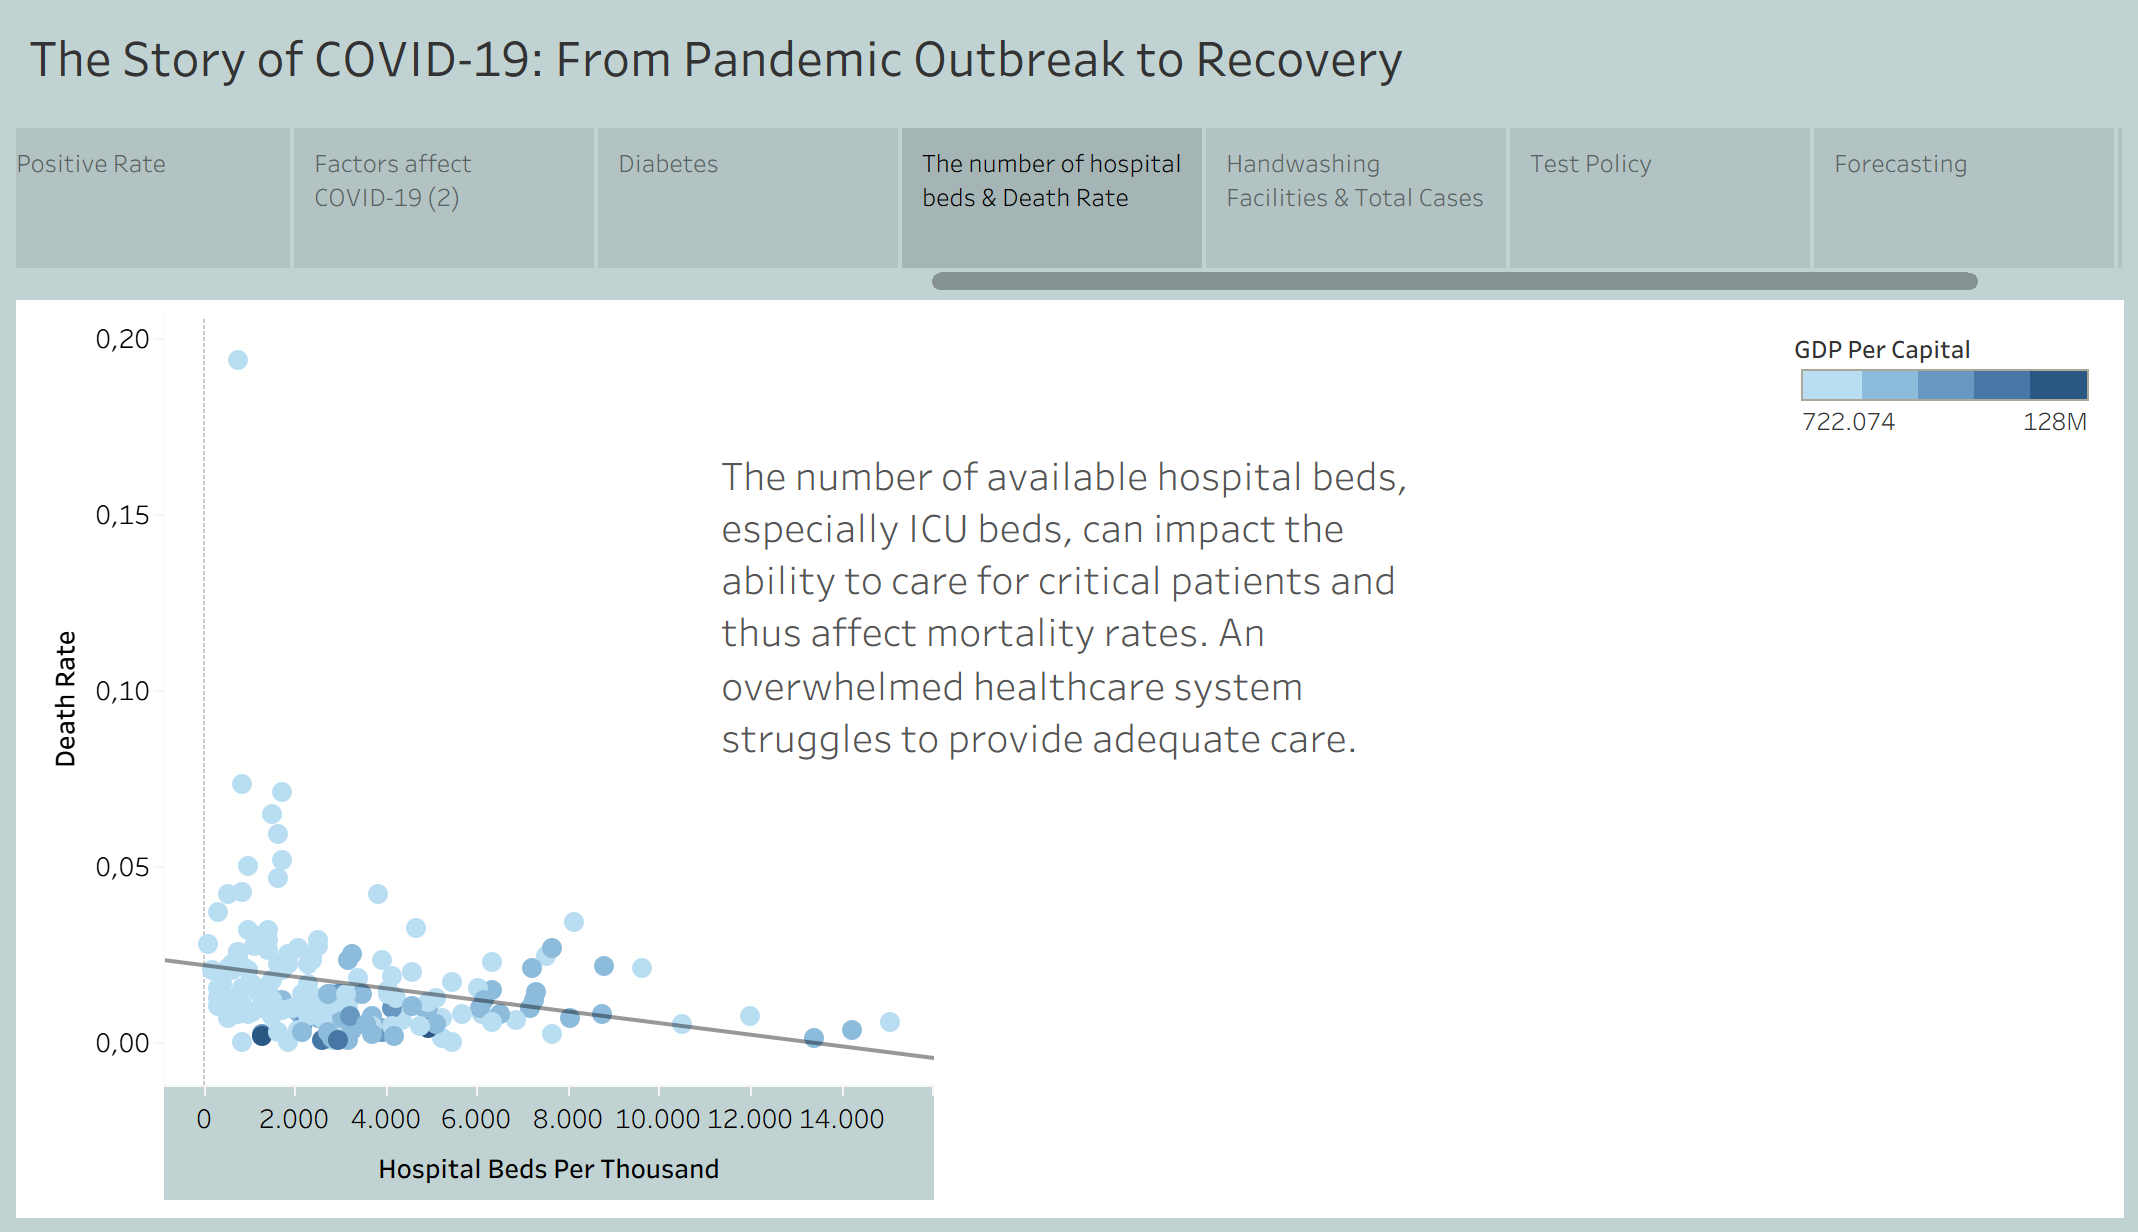 The Story of COVID-19: From Pandemic Outbreak to Recovery
Positive Rate
Factors affect
COVID-19 (2)
Diabetes
The number of hospital
beds & Death Rate
Handwashing
Facilities & Total Cases
Test Policy
Forecasting
0,20
0,15
0,10
0,05
0,00
Death Rate
The number of available hospital beds,
especially ICU beds, can impact the
ability to care for critical patients and
thus affect mortality rates. An
overwhelmed healthcare system
struggles to provide adequate care.
GDP Per Capital
722.074 128M
0 2.000 4.000 6.000 8.000 10.000 12.000 14.000
Hospital Beds Per Thousand